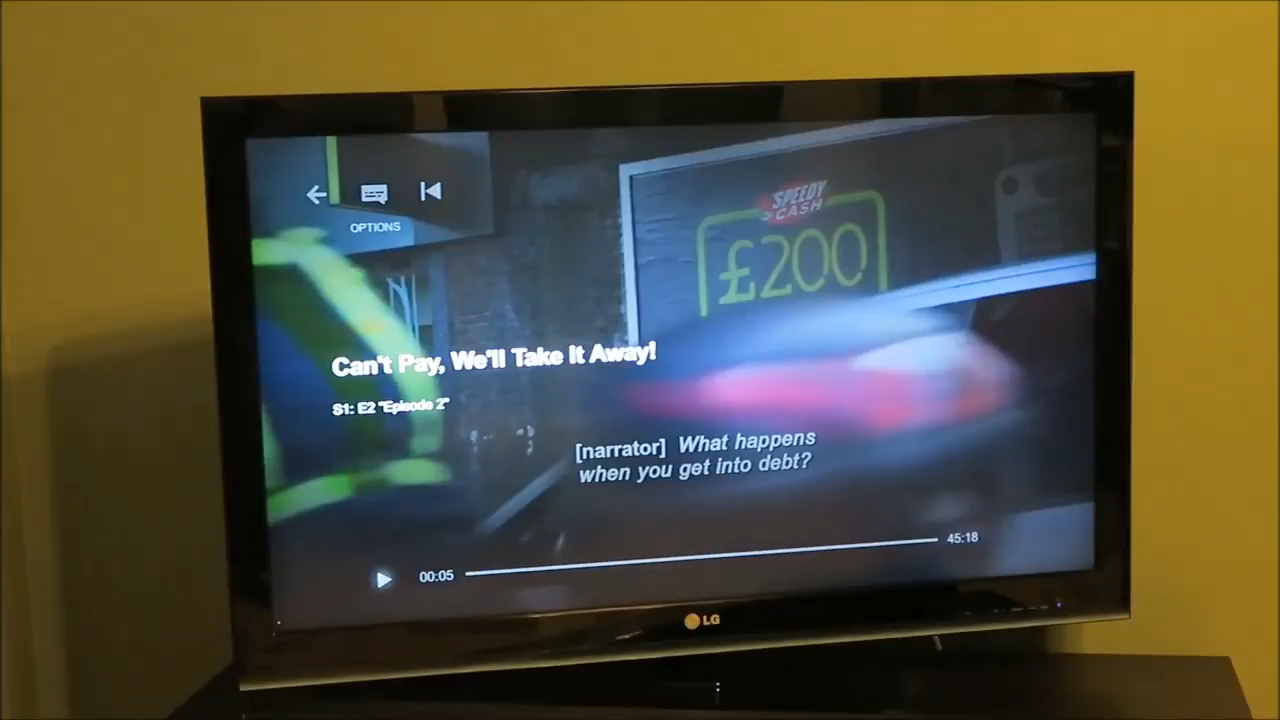 OPTIONS
SPEEDY
CASH
£200
Can't Pay, We'll Take It Away!
S1: E2 "Episode 2"
[narrator] What happens
when you get into debt?
00:05
45:18
LG